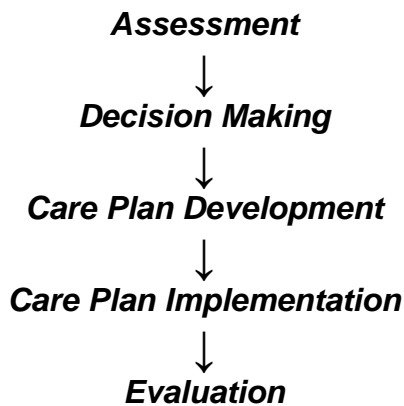 Assessment
↓
Decision Making
↓
Care Plan Development
↓
Care Plan Implementation
↓
Evaluation